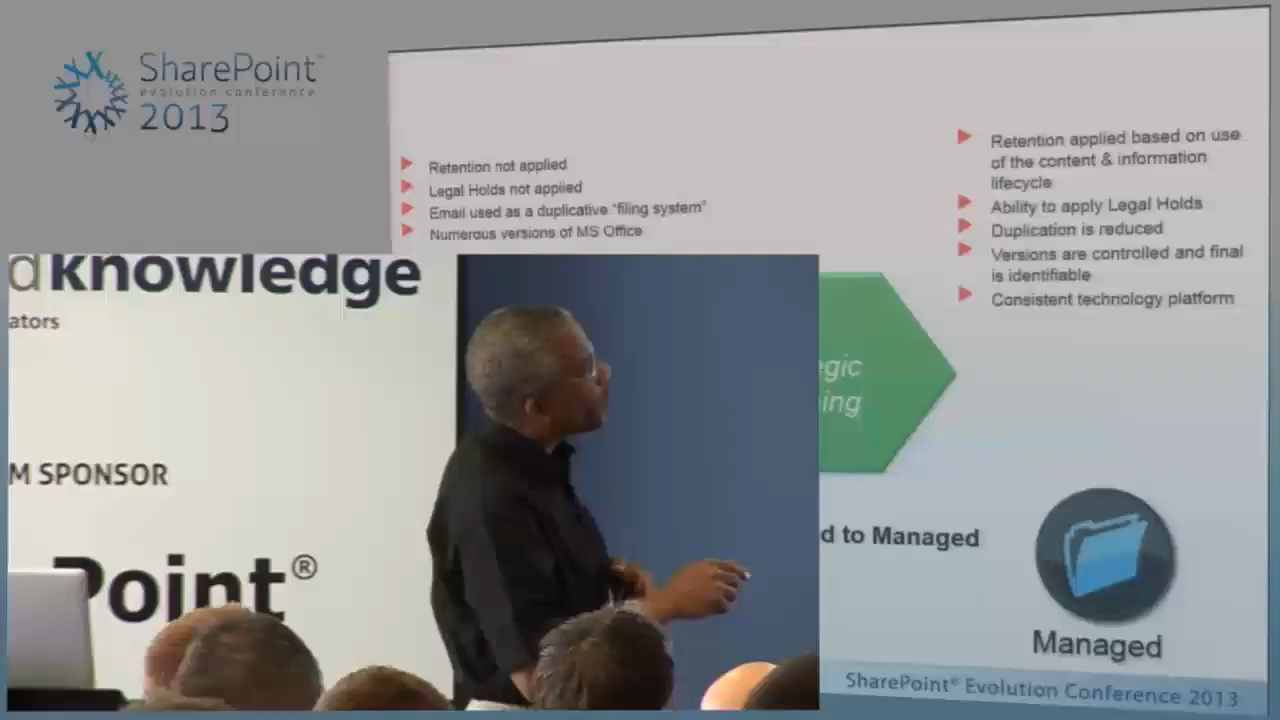 SharePoint™
evolution conference
2013
Retention not applied
Legal Holds not applied
Email used as a duplicative "filing system"
Numerous versions of MS Office
Retention applied based on use
of the content & information
lifecycle
Ability to apply Legal Holds
Duplication is reduced
Versions are controlled and final
is identifiable
Consistent technology platform
dknowledge
ators
M SPONSOR
Point®
egic
ing
d to Managed
Managed
SharePoint® Evolution Conference 2013